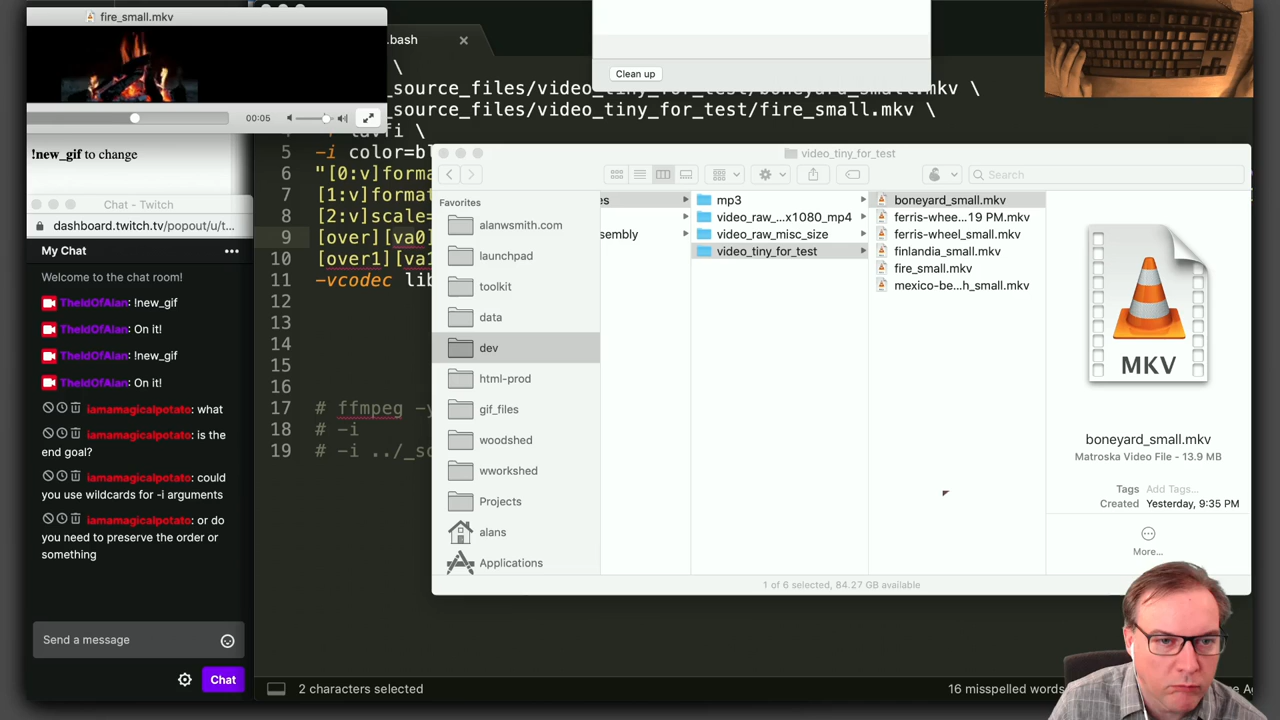 fire_small.mkv
00:05
!new_gif to change
Chat - Twitch
dashboard.twitch.tv/popout/u/t...
My Chat
Welcome to the chat room!
TheIdOfAlan: !new_gif
TheIdOfAlan: On it!
TheIdOfAlan: !new_gif
TheIdOfAlan: On it!
iamamagicalpotato: what
iamamagicalpotato: is the
end goal?
iamamagicalpotato: could
you use wildcards for -i arguments
iamamagicalpotato: or do
you need to preserve the order or
something
Send a message
Chat
.bash
\
_source_files/video_tiny_for_test/boneyard_small.mkv \
_source_files/video_tiny_for_test/fire_small.mkv \
\
5 -i color=bl
6 "[0:v]format
7 [1:v]format
8 [2:v]scale=
9 [over][va0]
10 [over1][va1
11 -vcodec lib
12
13
14
15
16
17 # ffmpeg -y
18 # -i
19 # -i ../_so
2 characters selected
16 misspelled words
Clean up
video_tiny_for_test
Search
Favorites
alanwsmith.com
launchpad
toolkit
data
dev
html-prod
gif_files
woodshed
wworkshed
Projects
alans
Applications
es
sembly
mp3
video_raw_...x1080_mp4
video_raw_misc_size
video_tiny_for_test
boneyard_small.mkv
ferris-whee...19 PM.mkv
ferris-wheel_small.mkv
finlandia_small.mkv
fire_small.mkv
mexico-be...h_small.mkv
MKV
boneyard_small.mkv
Matroska Video File - 13.9 MB
Tags Add Tags...
Created Yesterday, 9:35 PM
More...
1 of 6 selected, 84.27 GB available